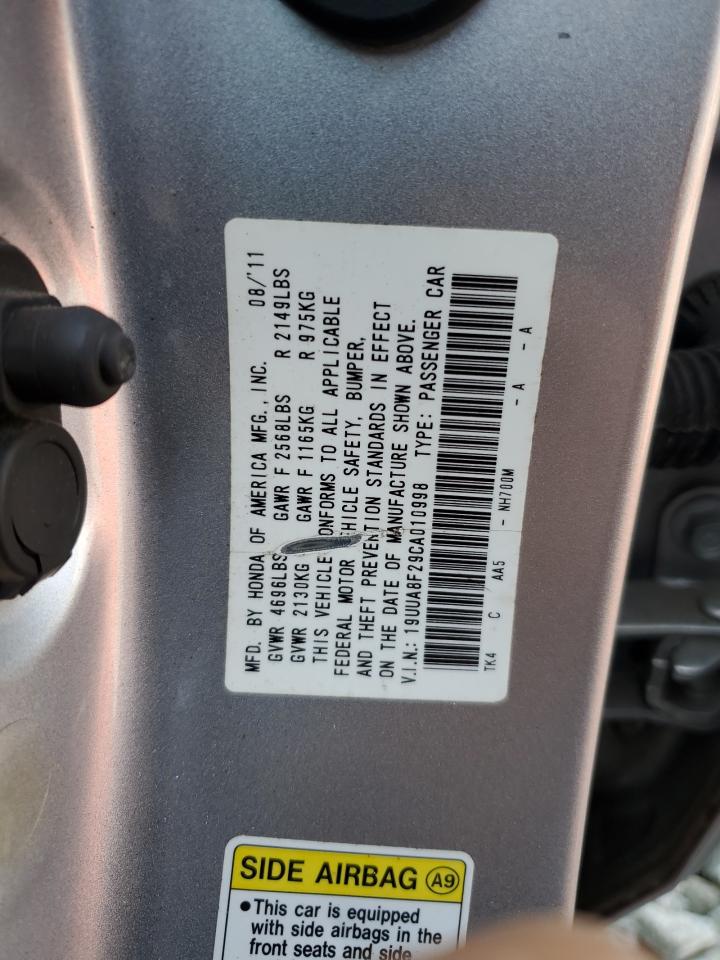 MFD. BY HONDA OF AMERICA MFG., INC. 08/'11
GVWR 4696LBS GAWR F 2568LBS R 2149LBS
GVWR 2130KG GAWR F 1165KG R 975KG
THIS VEHICLE CONFORMS TO ALL APPLICABLE
FEDERAL MOTOR VEHICLE SAFETY, BUMPER,
AND THEFT PREVENTION STANDARDS IN EFFECT
ON THE DATE OF MANUFACTURE SHOWN ABOVE.
V.I.N.: 19UUA8F29CA010998 TYPE: PASSENGER CAR
TK4 C AA5 - NH700M - A - A
SIDE AIRBAG A9
• This car is equipped
with side airbags in the
front seats and side